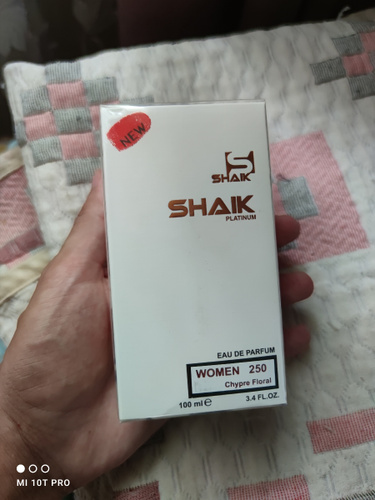 NEW
S
SHAIK
SHAIK
PLATINUM
EAU DE PARFUM
WOMEN 250
Chypre Floral
100 ml ℮ 3.4 FL.OZ.
MI 10T PRO